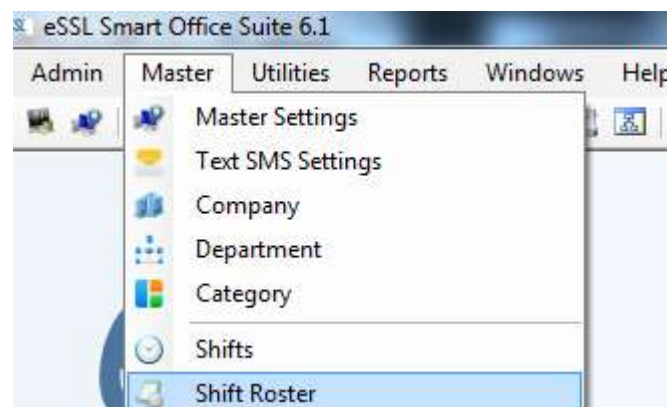 eSSL Smart Office Suite 6.1
Admin Master Utilities Reports Windows Help
Master Settings
Text SMS Settings
Company
Department
Category
Shifts
Shift Roster